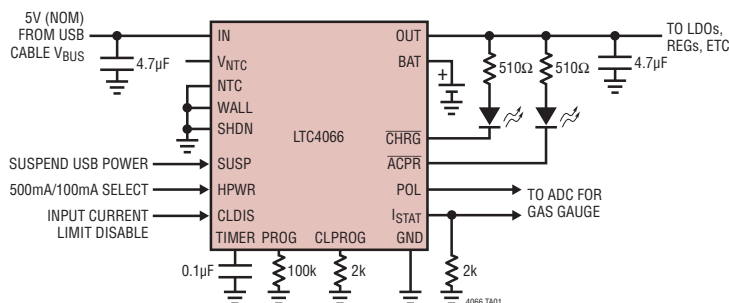 5V (NOM)
FROM USB
CABLE VBUS
4.7µF
IN
VNTC
NTC
WALL
SHDN
SUSPEND USB POWER
SUSP
500mA/100mA SELECT
HPWR
INPUT CURRENT
LIMIT DISABLE
CLDIS
LTC4066
OUT
BAT
CHRG
ACPR
POL
ISTAT
TIMER
PROG
CLPROG
GND
+
510Ω
510Ω
4.7µF
TO LDOs,
REGs, ETC
TO ADC FOR
GAS GAUGE
0.1µF
100k
2k
2k
4066 TA01